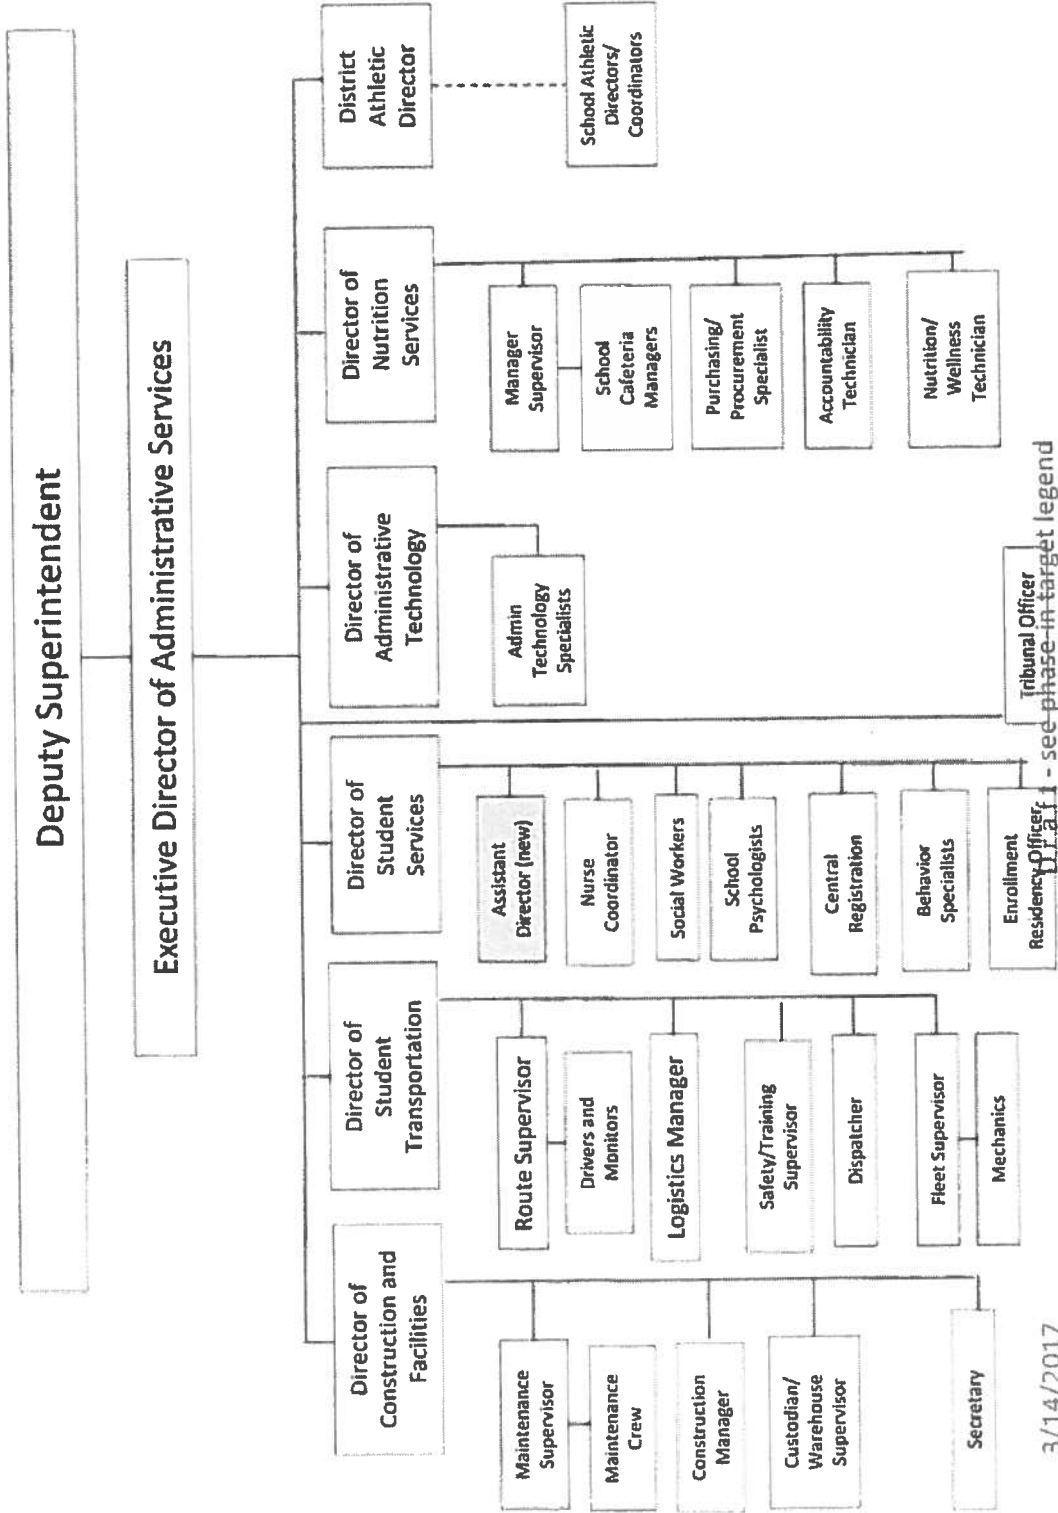 Deputy Superintendent
Executive Director of Administrative Services
Director of
Construction and
Facilities
Maintenance
Supervisor
Maintenance
Crew
Construction
Manager
Custodian/
Warehouse
Supervisor
Secretary
Director of
Student
Transportation
Route Supervisor
Drivers and
Monitors
Logistics Manager
Safety/Training
Supervisor
Dispatcher
Fleet Supervisor
Mechanics
Director of
Student
Services
Assistant
Director (new)
Nurse
Coordinator
Social Workers
School
Psychologists
Central
Registration
Behavior
Specialists
Enrollment
Residency Officer
Director of
Administrative
Technology
Admin
Technology
Specialists
Tribunal Officer
Director of
Nutrition
Services
Manager
Supervisor
School
Cafeteria
Managers
Purchasing/
Procurement
Specialist
Accountability
Technician
Nutrition/
Wellness
Technician
District
Athletic
Director
School Athletic
Directors/
Coordinators
3/14/2017
Draft - see phase-in target legend